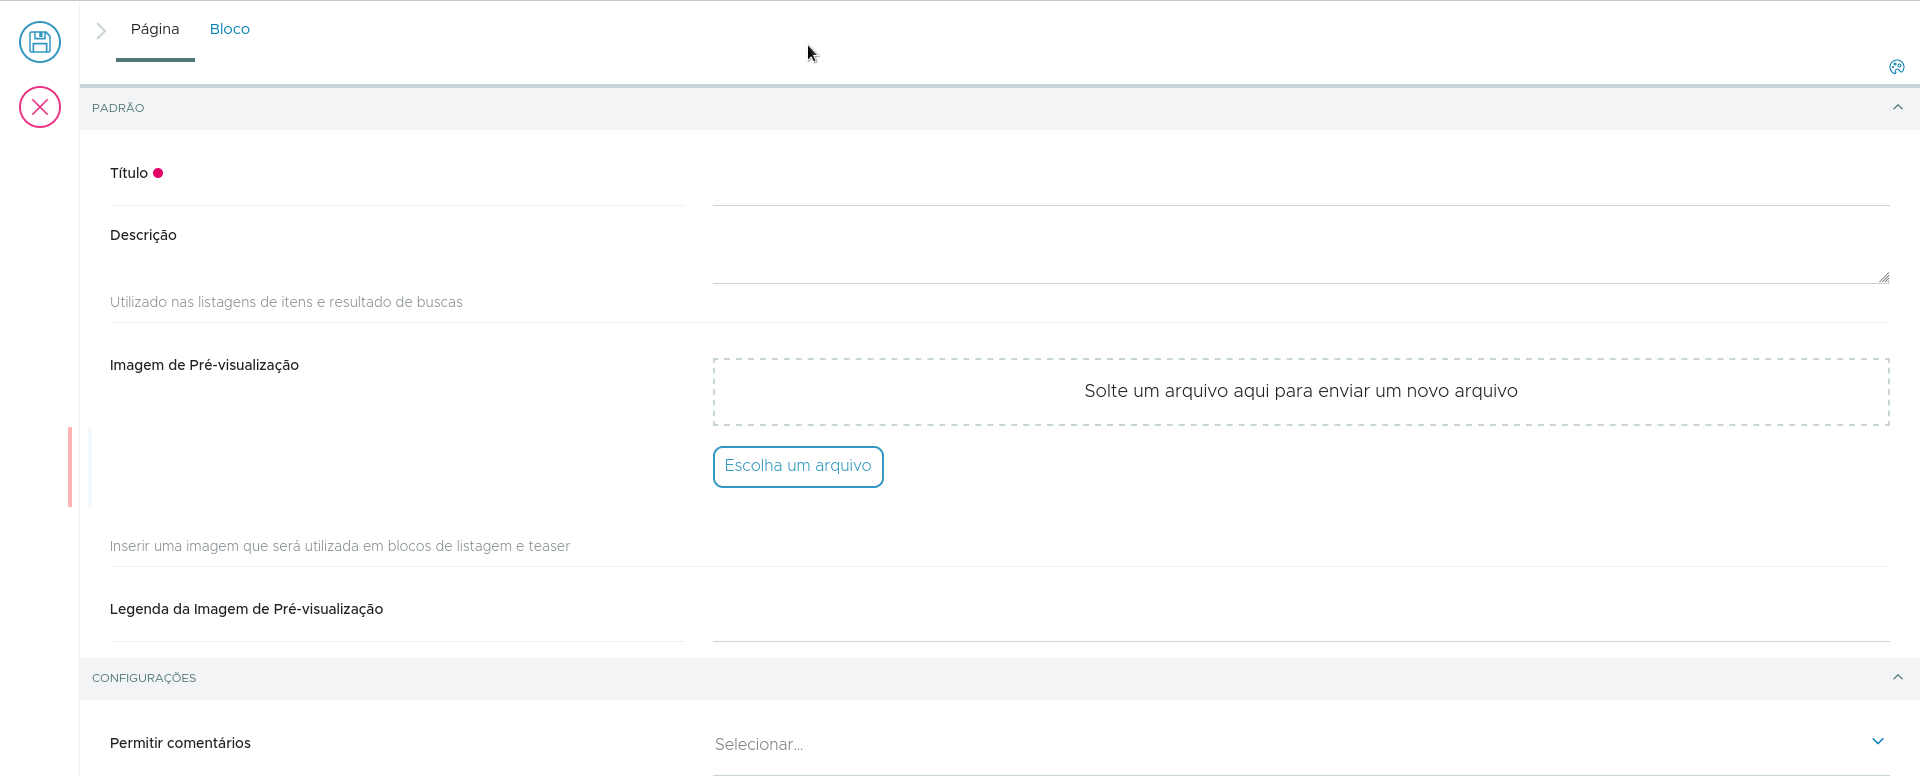 Página
Bloco
PADRÃO
Título
Descrição
Utilizado nas listagens de itens e resultado de buscas
Imagem de Pré-visualização
Solte um arquivo aqui para enviar um novo arquivo
Escolha um arquivo
Inserir uma imagem que será utilizada em blocos de listagem e teaser
Legenda da Imagem de Pré-visualização
CONFIGURAÇÕES
Permitir comentários
Selecionar...